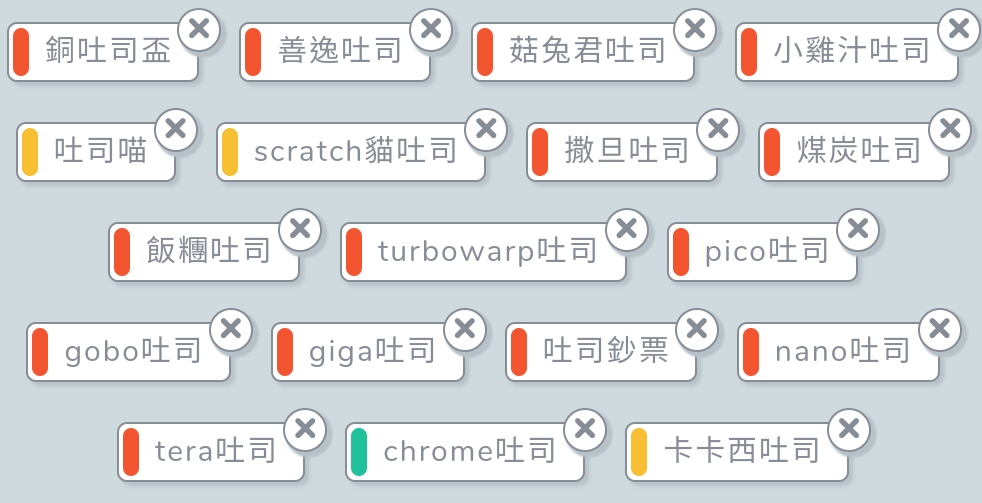 銅吐司盃 善逸吐司 菇兔君吐司 小雞汁吐司
吐司喵 scratch貓吐司 撒旦吐司 煤炭吐司
飯糰吐司 turbowarp吐司 pico吐司
gobo吐司 giga吐司 吐司鈔票 nano吐司
tera吐司 chrome吐司 卡卡西吐司